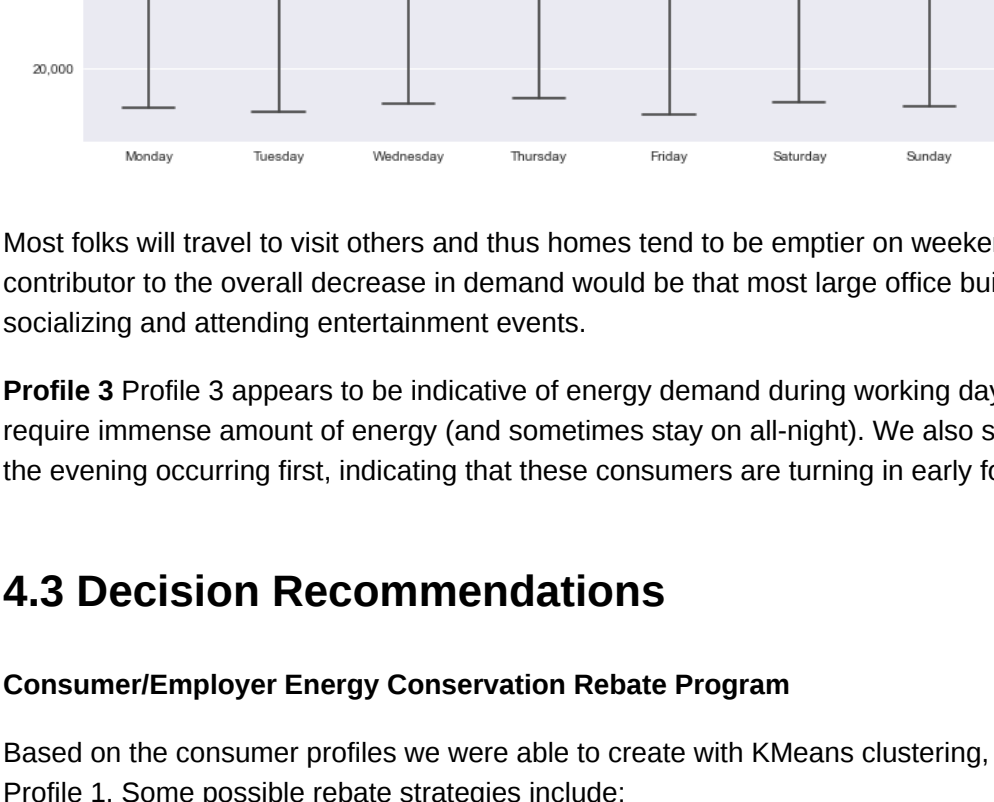 20,000
Monday Tuesday Wednesday Thursday Friday Saturday Sunday
Most folks will travel to visit others and thus homes tend to be emptier on
contributor to the overall decrease in demand would be that most large office
socializing and attending entertainment events.
Profile 3 Profile 3 appears to be indicative of energy demand during working
require immense amount of energy (and sometimes stay on all-night). We also
the evening occurring first, indicating that these consumers are turning in early
4.3 Decision Recommendations
Consumer/Employer Energy Conservation Rebate Program
Based on the consumer profiles we were able to create with KMeans clustering,
Profile 1. Some possible rebate strategies include: